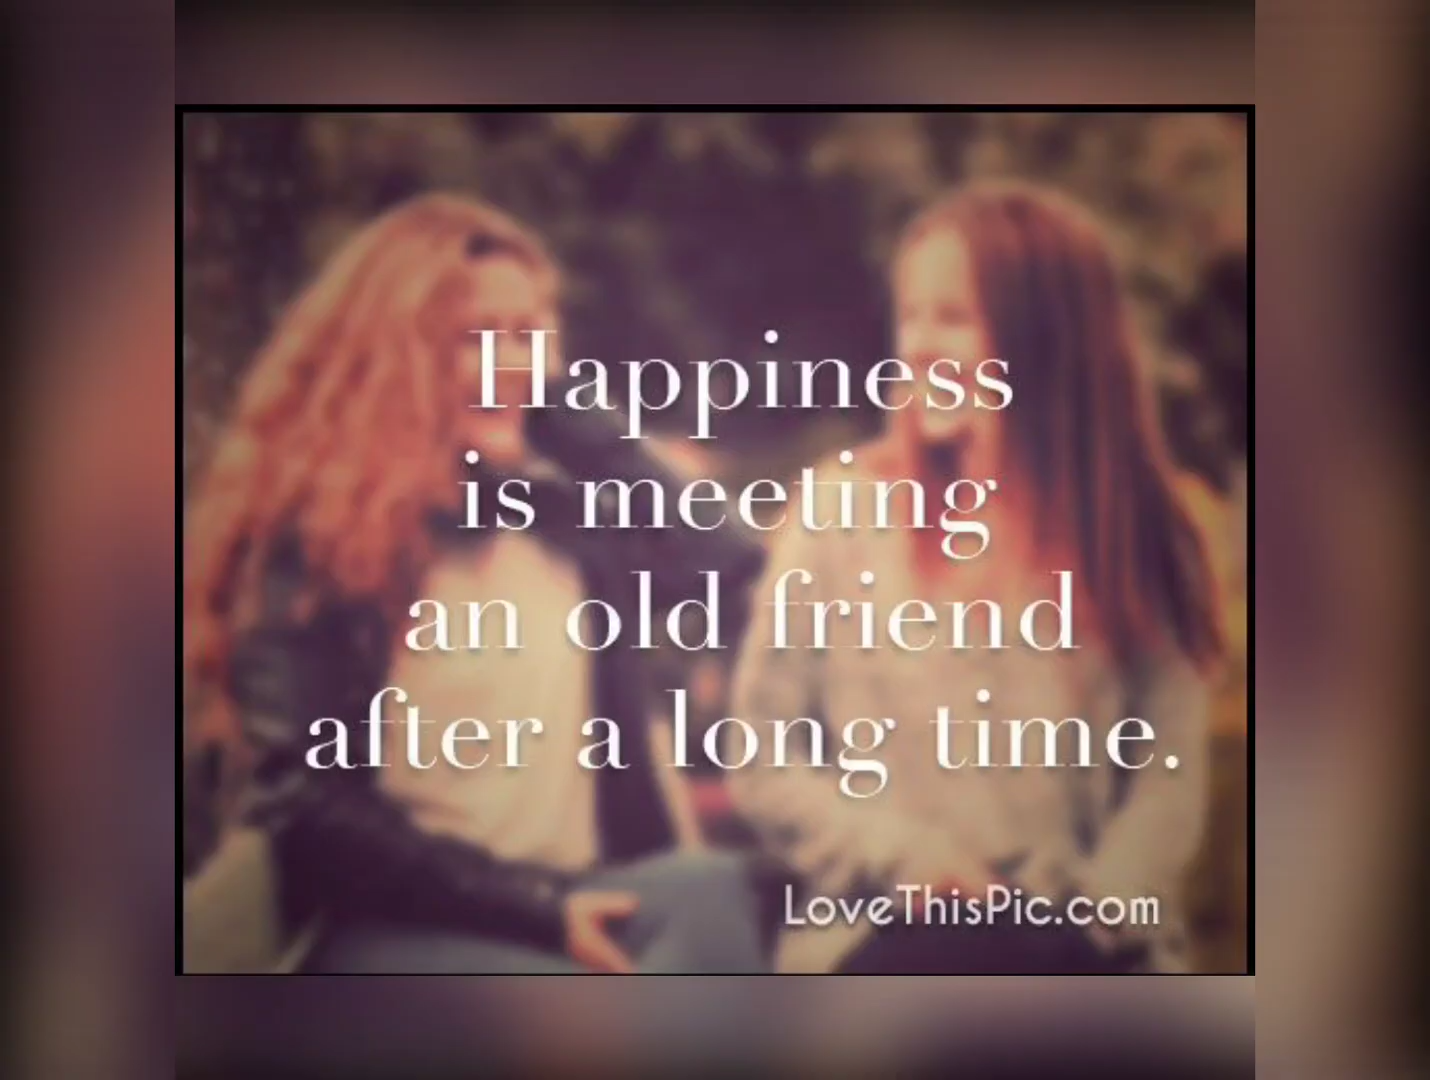 Happiness
is meeting
an old friend
after a long time.
LoveThisPic.com